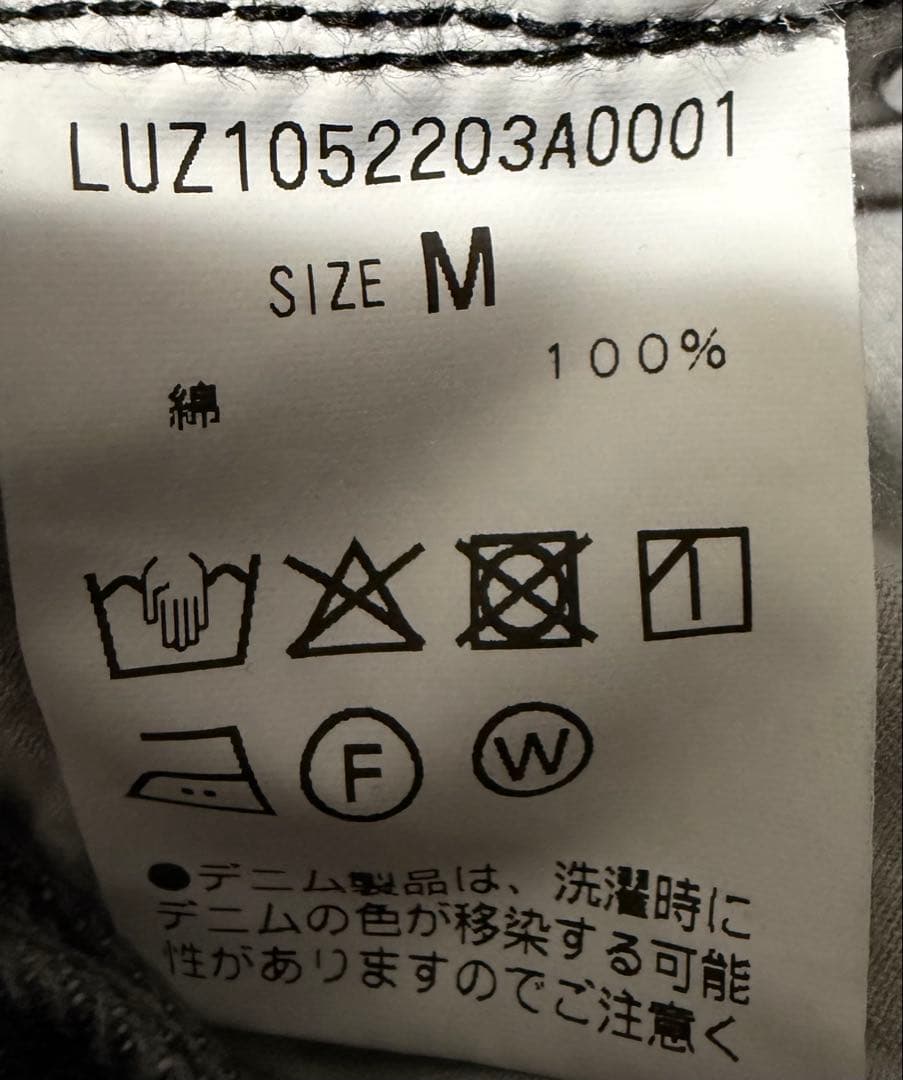 LUZ1052203A0001
SIZE M
100%
綿
F W
●デニム製品は、洗濯時に
デニムの色が移染する可能
性がありますのでご注意く